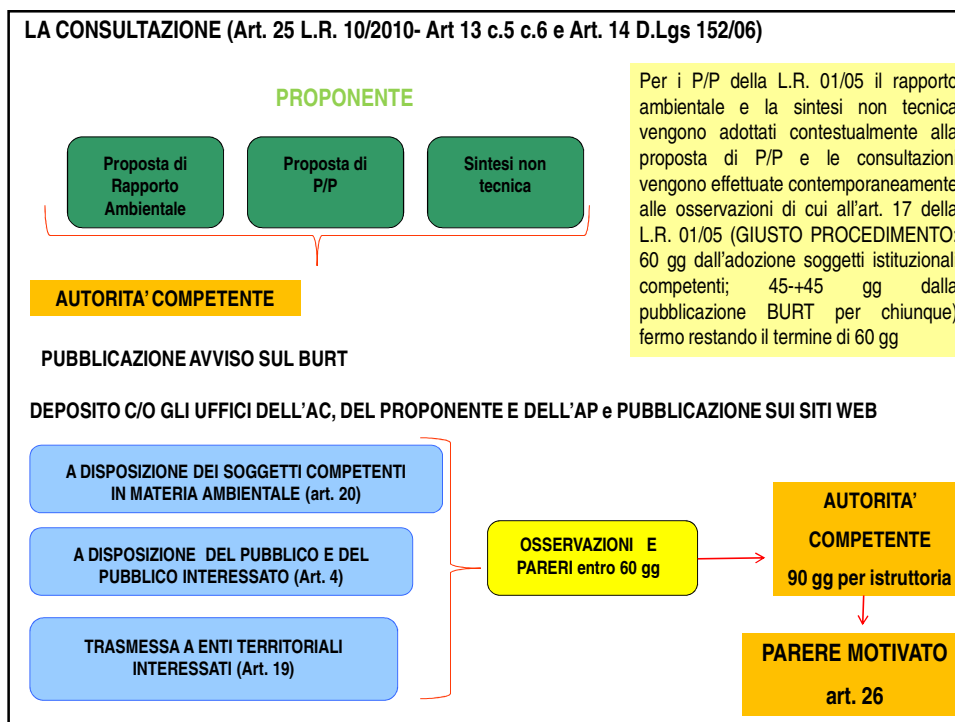 LA CONSULTAZIONE (Art. 25 L.R. 10/2010- Art 13 c.5 c.6 e Art. 14 D.Lgs 152/06)
PROPONENTE
Proposta di
Rapporto
Ambientale
Proposta di
P/P
Sintesi non
tecnica
Per i P/P della L.R. 01/05 il rapporto
ambientale e la sintesi non tecnica
vengono adottati contestualmente alla
proposta di P/P e le consultazioni
vengono effettuate contemporaneamente
alle osservazioni di cui all'art. 17 della
L.R. 01/05 (GIUSTO PROCEDIMENTO:
60 gg dall'adozione soggetti istituzionali
competenti; 45-+45 gg dalla
pubblicazione BURT per chiunque)
fermo restando il termine di 60 gg
AUTORITA' COMPETENTE
PUBBLICAZIONE AVVISO SUL BURT
DEPOSITO C/O GLI UFFICI DELL'AC, DEL PROPONENTE E DELL'AP e PUBBLICAZIONE SUI SITI WEB
A DISPOSIZIONE DEI SOGGETTI COMPETENTI
IN MATERIA AMBIENTALE (art. 20)
A DISPOSIZIONE DEL PUBBLICO E DEL
PUBBLICO INTERESSATO (Art. 4)
TRASMESSA A ENTI TERRITORIALI
INTERESSATI (Art. 19)
OSSERVAZIONI E
PARERI entro 60 gg
AUTORITA'
COMPETENTE
90 gg per istruttoria
PARERE MOTIVATO
art. 26